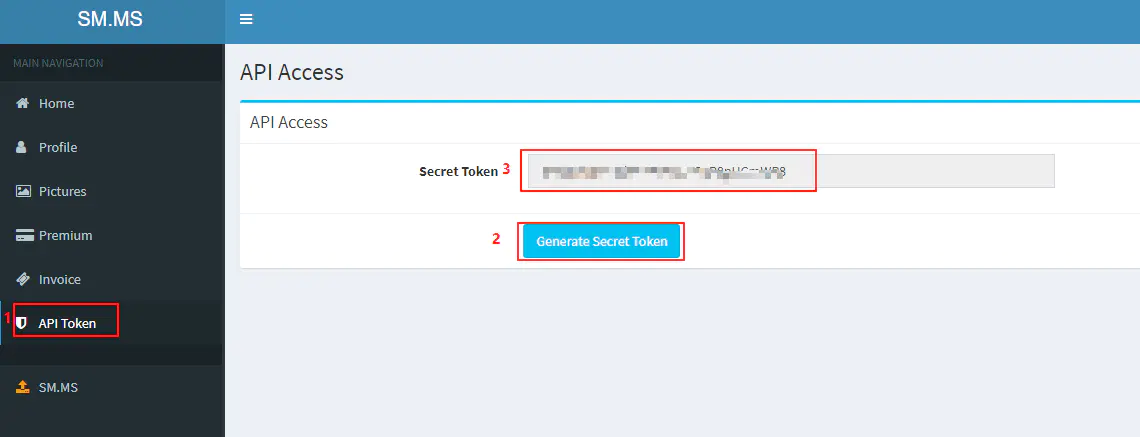 SM.MS
MAIN NAVIGATION
Home
Profile
Pictures
Premium
Invoice
1 API Token
SM.MS
API Access
API Access
Secret Token 3
2 Generate Secret Token